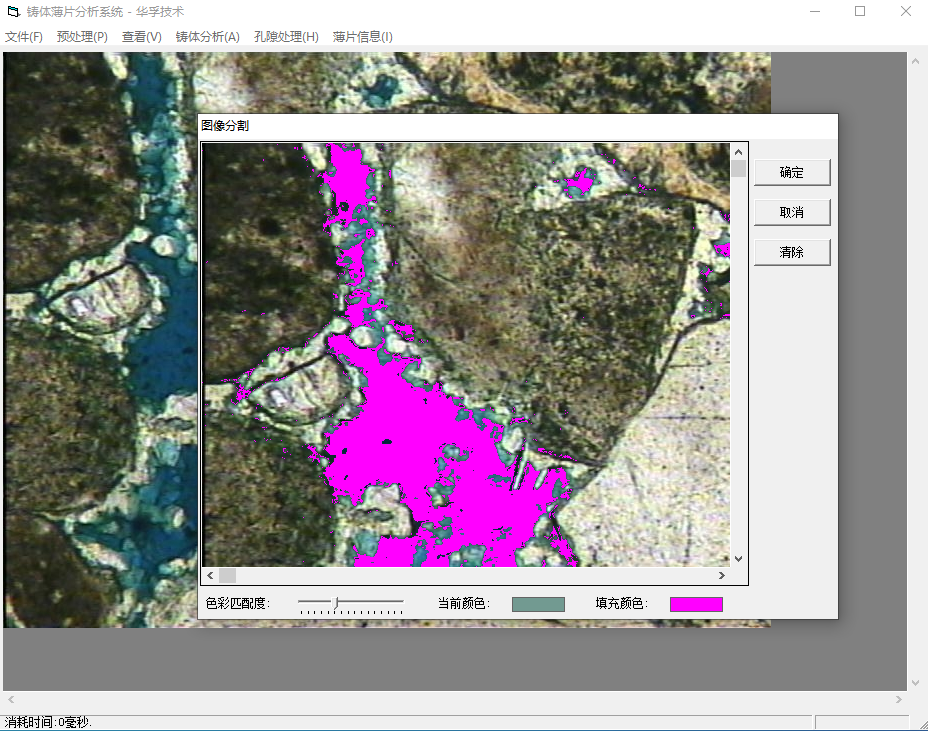 铸体薄片分析系统 - 华孚技术
文件(F) 预处理(P) 查看(V) 铸体分析(A) 孔隙处理(H) 薄片信息(I)
图像分割
确定
取消
清除
色彩匹配度: 当前颜色: 填充颜色:
消耗时间:0毫秒.